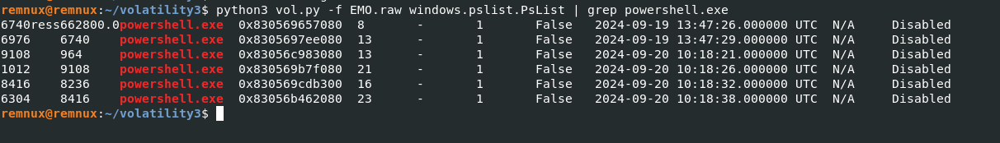 remnux@remnux:~/volatility3$ python3 vol.py -f EMO.raw windows.pslist.PsList | grep powershell.exe
6740ress662800.0powershell.exe 0x830569657080 8 - 1 False 2024-09-19 13:47:26.000000 UTC N/A Disabled
6976 6740 powershell.exe 0x8305697ee080 13 - 1 False 2024-09-19 13:47:29.000000 UTC N/A Disabled
9108 964 powershell.exe 0x83056c983080 13 - 1 False 2024-09-20 10:18:21.000000 UTC N/A Disabled
1012 9108 powershell.exe 0x830569b7f080 21 - 1 False 2024-09-20 10:18:26.000000 UTC N/A Disabled
8416 8236 powershell.exe 0x830569cdb300 16 - 1 False 2024-09-20 10:18:32.000000 UTC N/A Disabled
6304 8416 powershell.exe 0x83056b462080 23 - 1 False 2024-09-20 10:18:38.000000 UTC N/A Disabled
remnux@remnux:~/volatility3$